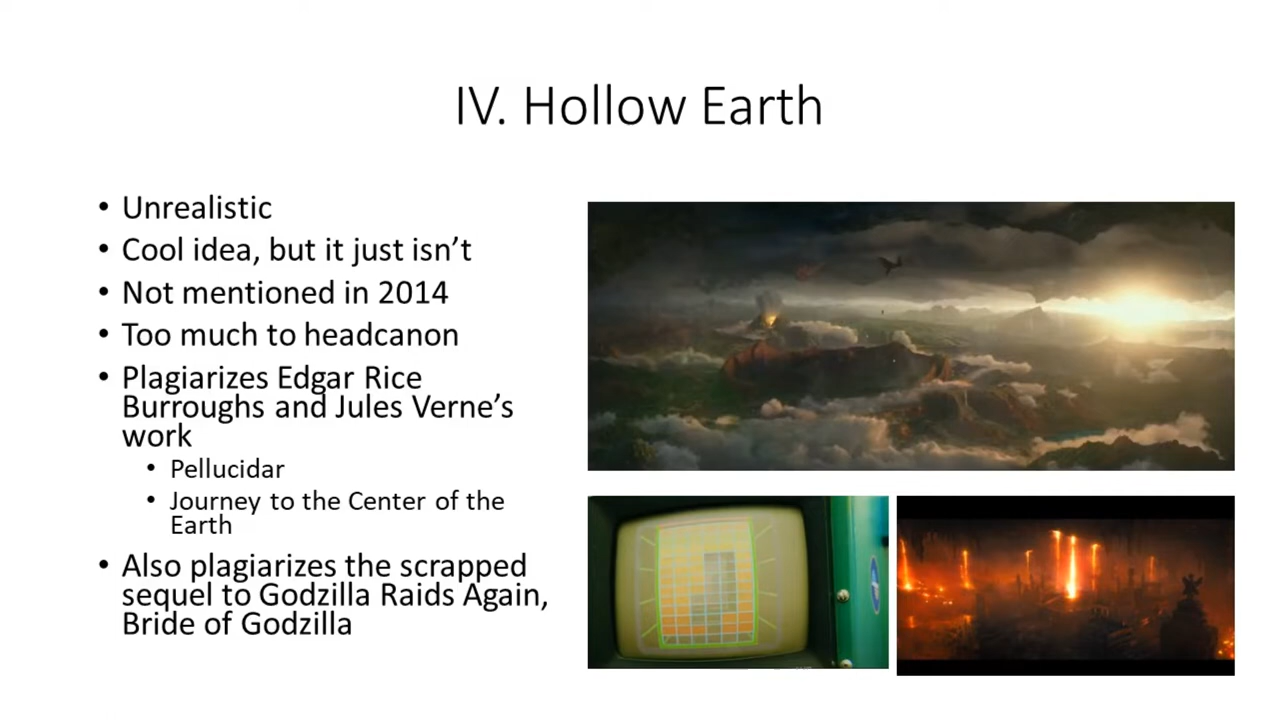 IV. Hollow Earth
• Unrealistic
• Cool idea, but it just isn’t
• Not mentioned in 2014
• Too much to headcanon
• Plagiarizes Edgar Rice
Burroughs and Jules Verne’s
work
• Pellucidar
• Journey to the Center of the
Earth
• Also plagiarizes the scrapped
sequel to Godzilla Raids Again,
Bride of Godzilla